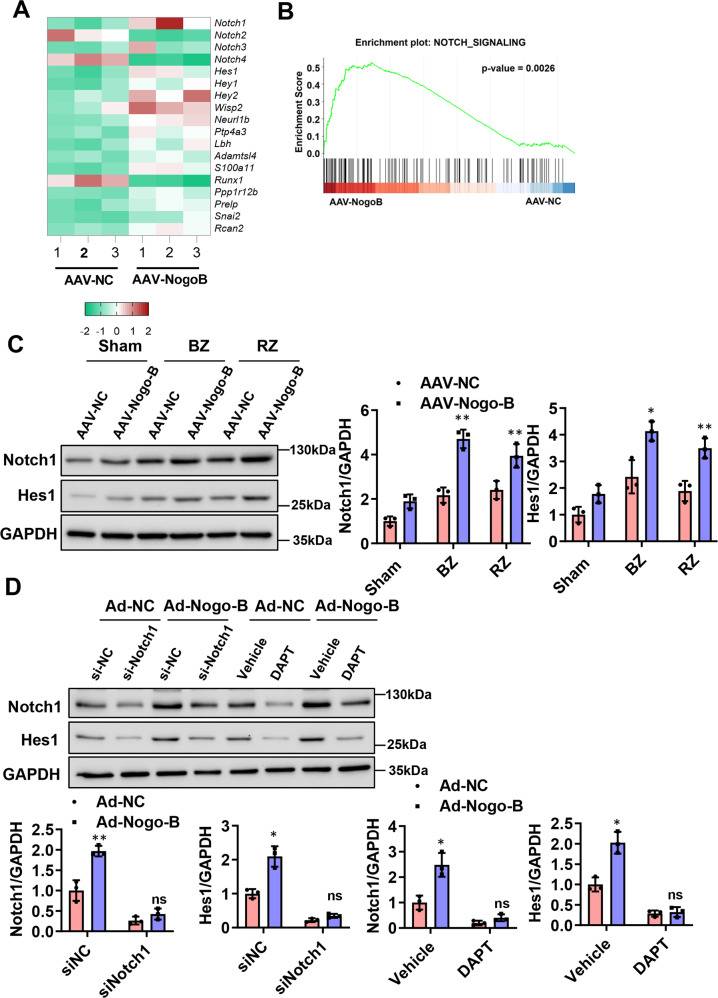 A
Notch1
Notch2
Notch3
Notch4
Hes1
Hey1
Hey2
Wisp2
Neurl1b
Ptp4a3
Lbh
Adamtsl4
S100a11
Runx1
Ppp1r12b
Prelp
Snai2
Rcan2
1 2 3 1 2 3
AAV-NC AAV-NogoB
-2 -1 0 1 2
B
Enrichment plot: NOTCH_SIGNALING
p-value = 0.0026
Enrichment Score
0.5
0.4
0.3
0.2
0.1
0.0
AAV-NogoB AAV-NC
C
Sham BZ RZ
AAV-NC AAV-Nogo-B AAV-NC AAV-Nogo-B AAV-NC AAV-Nogo-B
Notch1 130kDa
Hes1 25kDa
GAPDH 35kDa
AAV-NC
AAV-Nogo-B
Notch1/GAPDH
6
4
2
0
** **
Sham BZ RZ
Hes1/GAPDH
5
4
3
2
1
0
* **
Sham BZ RZ
D
Ad-NC Ad-Nogo-B Ad-NC Ad-Nogo-B
si-NC si-Notch1 si-NC si-Notch1 Vehicle DAPT Vehicle DAPT
Notch1 130kDa
Hes1 25kDa
GAPDH 35kDa
Ad-NC
Ad-Nogo-B
Notch1/GAPDH
2.5
2.0
1.5
1.0
0.5
0.0
** ns
siNC siNotch1
Hes1/GAPDH
3
2
1
0
* ns
siNC siNotch1
Ad-NC
Ad-Nogo-B
Notch1/GAPDH
4
3
2
1
0
* ns
Vehicle DAPT
Hes1/GAPDH
2.5
2.0
1.5
1.0
0.5
0.0
* ns
Vehicle DAPT